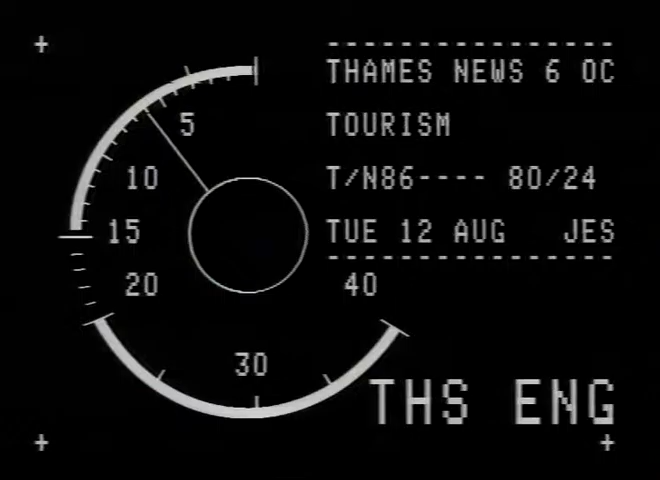 THAMES NEWS 6 OC
5
TOURISM
10
T/N86---- 80/24
15
TUE 12 AUG JES
20
40
30
THS ENG